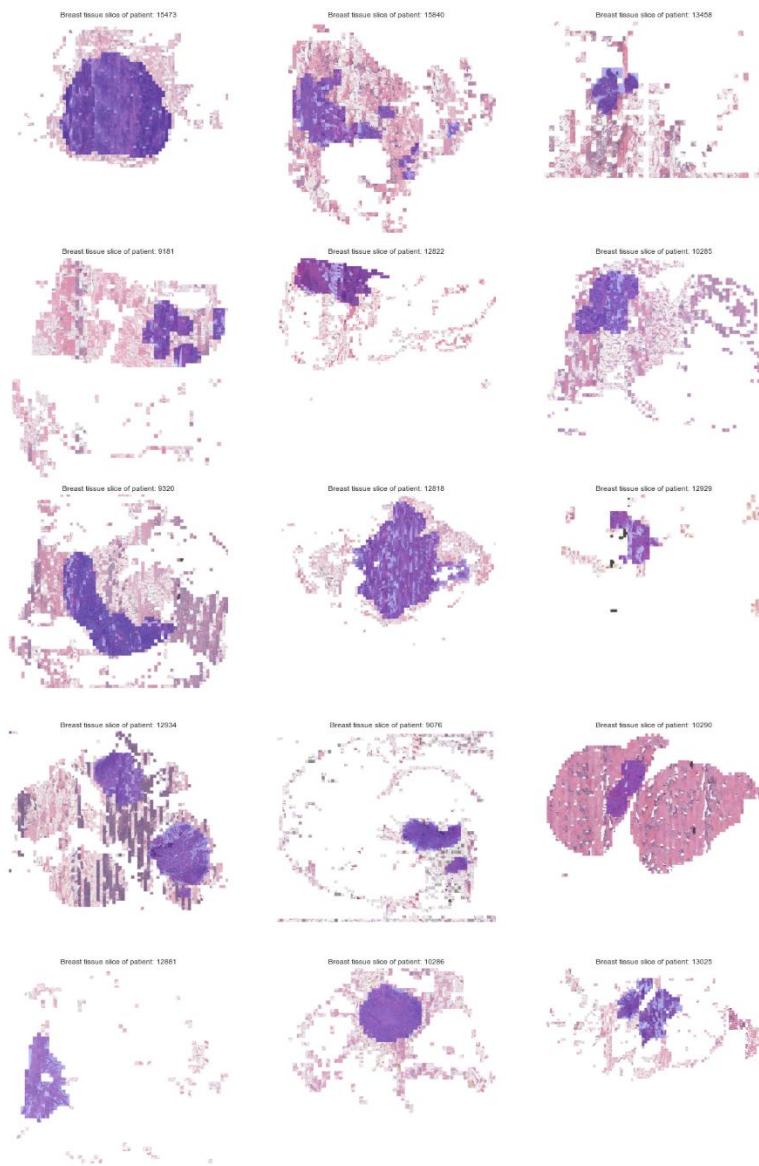 Breast tissue slice of patient: 15473
Breast tissue slice of patient: 15840
Breast tissue slice of patient: 13458
Breast tissue slice of patient: 9181
Breast tissue slice of patient: 12822
Breast tissue slice of patient: 10285
Breast tissue slice of patient: 9320
Breast tissue slice of patient: 12818
Breast tissue slice of patient: 12929
Breast tissue slice of patient: 12934
Breast tissue slice of patient: 9076
Breast tissue slice of patient: 10290
Breast tissue slice of patient: 12881
Breast tissue slice of patient: 10286
Breast tissue slice of patient: 13025